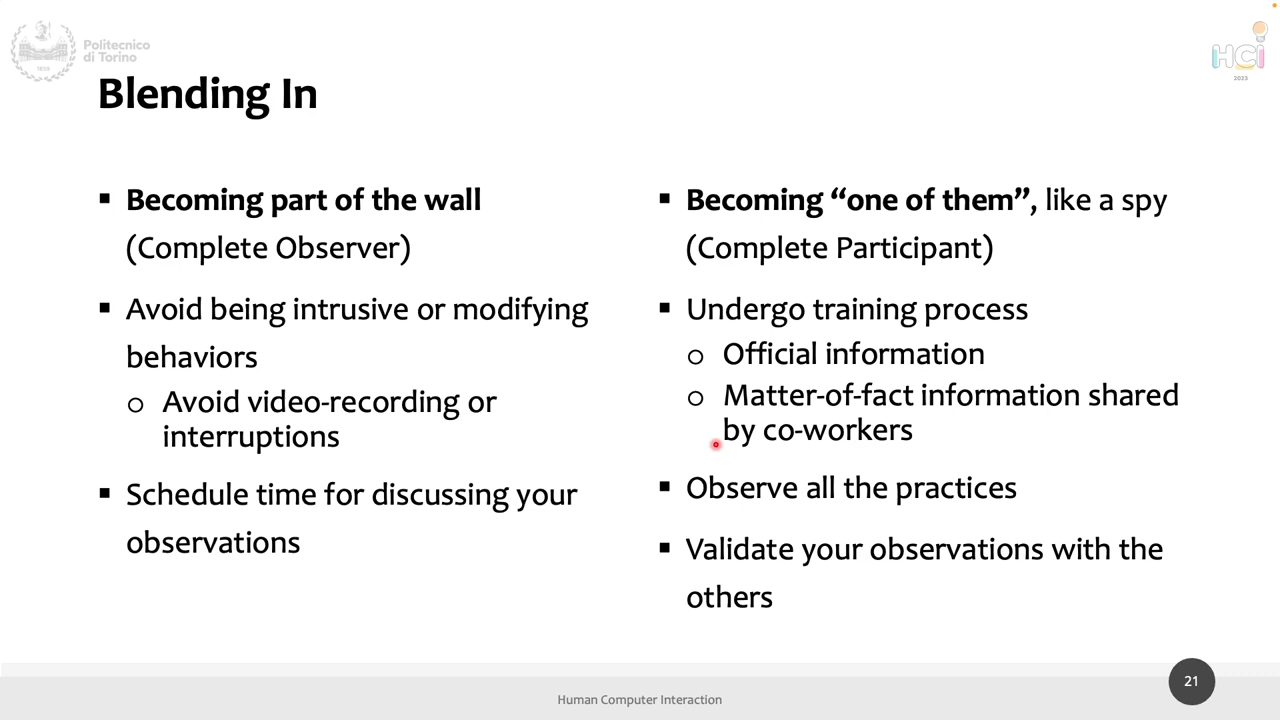 Politecnico
di Torino
1859
HCI
2023
Blending In
▪ Becoming part of the wall
(Complete Observer)
▪ Avoid being intrusive or modifying
behaviors
o Avoid video-recording or
interruptions
▪ Schedule time for discussing your
observations
▪ Becoming “one of them”, like a spy
(Complete Participant)
▪ Undergo training process
o Official information
o Matter-of-fact information shared
by co-workers
▪ Observe all the practices
▪ Validate your observations with the
others
Human Computer Interaction
21